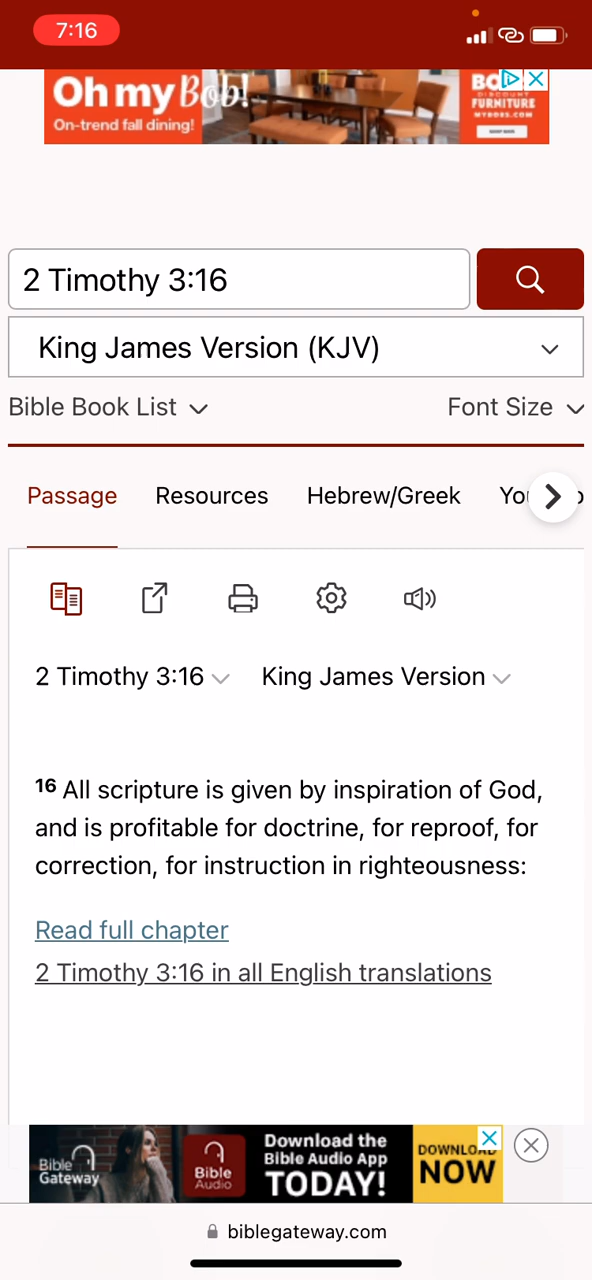 7:16
Oh my Bob!
On-trend fall dining!
DISCOUNT
FURNITURE
MYBOBS.COM
2 Timothy 3:16
King James Version (KJV)
Bible Book List
Font Size
Passage Resources Hebrew/Greek
2 Timothy 3:16 King James Version
16 All scripture is given by inspiration of God,
and is profitable for doctrine, for reproof, for
correction, for instruction in righteousness:
Read full chapter
2 Timothy 3:16 in all English translations
Bible
Gateway
Bible
Audio
Download the
Bible Audio App
TODAY!
DOWNLOAD
NOW
biblegateway.com